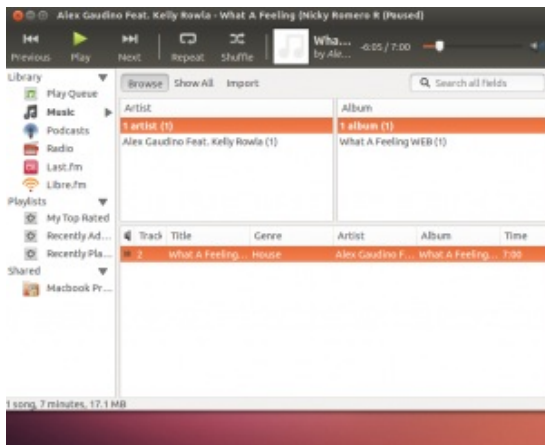 Alex Gaudino Feat. Kelly Rowla - What A Feeling (Nicky Romero R (Paused)
Previous Play Next Repeat Shuffle
Wha...
by Ale...
-6:05 / 7:00
Library
Play Queue
Music
Podcasts
Radio
Last.fm
Libre.fm
Playlists
My Top Rated
Recently Ad...
Recently Pla...
Shared
Macbook Pr...
Browse Show All Import
Search all fields
Artist
1 artist (1)
Alex Gaudino Feat. Kelly Rowla (1)
Album
1 album (1)
What A Feeling WEB (1)
Track Title Genre Artist Album Time
2 What A Feeling... House Alex Gaudino F... What A Feeling... 7:00
1 song, 7 minutes, 17.1 MB